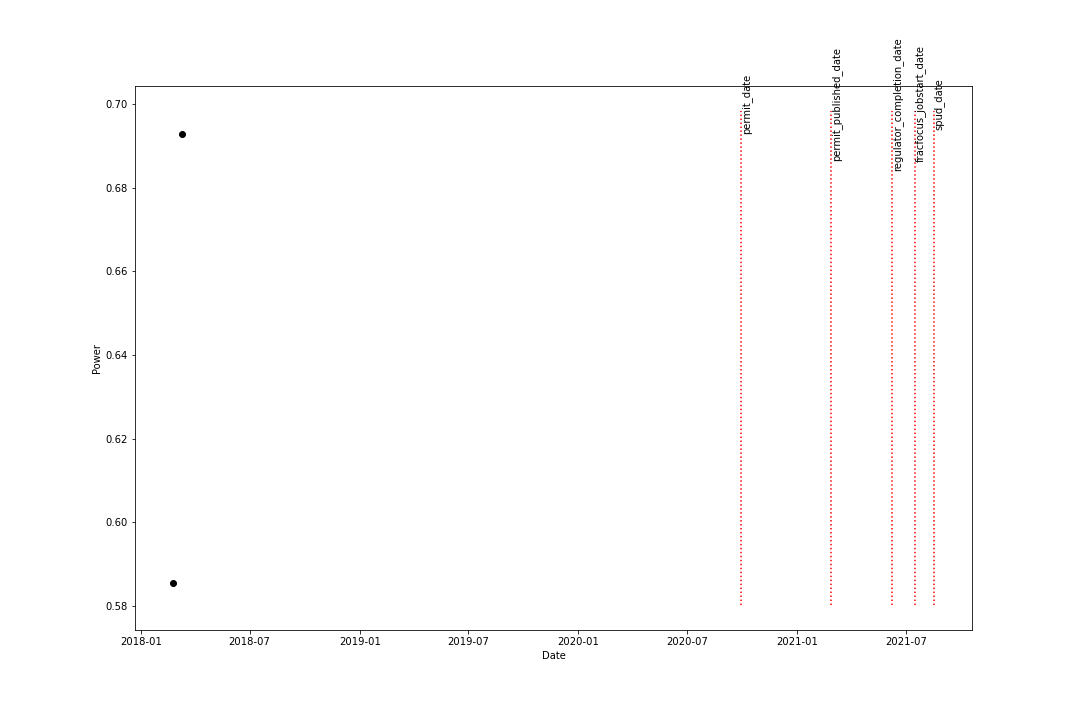 permit_date
permit_published_date
regulator_completion_date
fracfocus_jobstart_date
spud_date
0.70
0.68
0.66
0.64
0.62
0.60
0.58
Power
2018-01
2018-07
2019-01
2019-07
2020-01
2020-07
2021-01
2021-07
Date